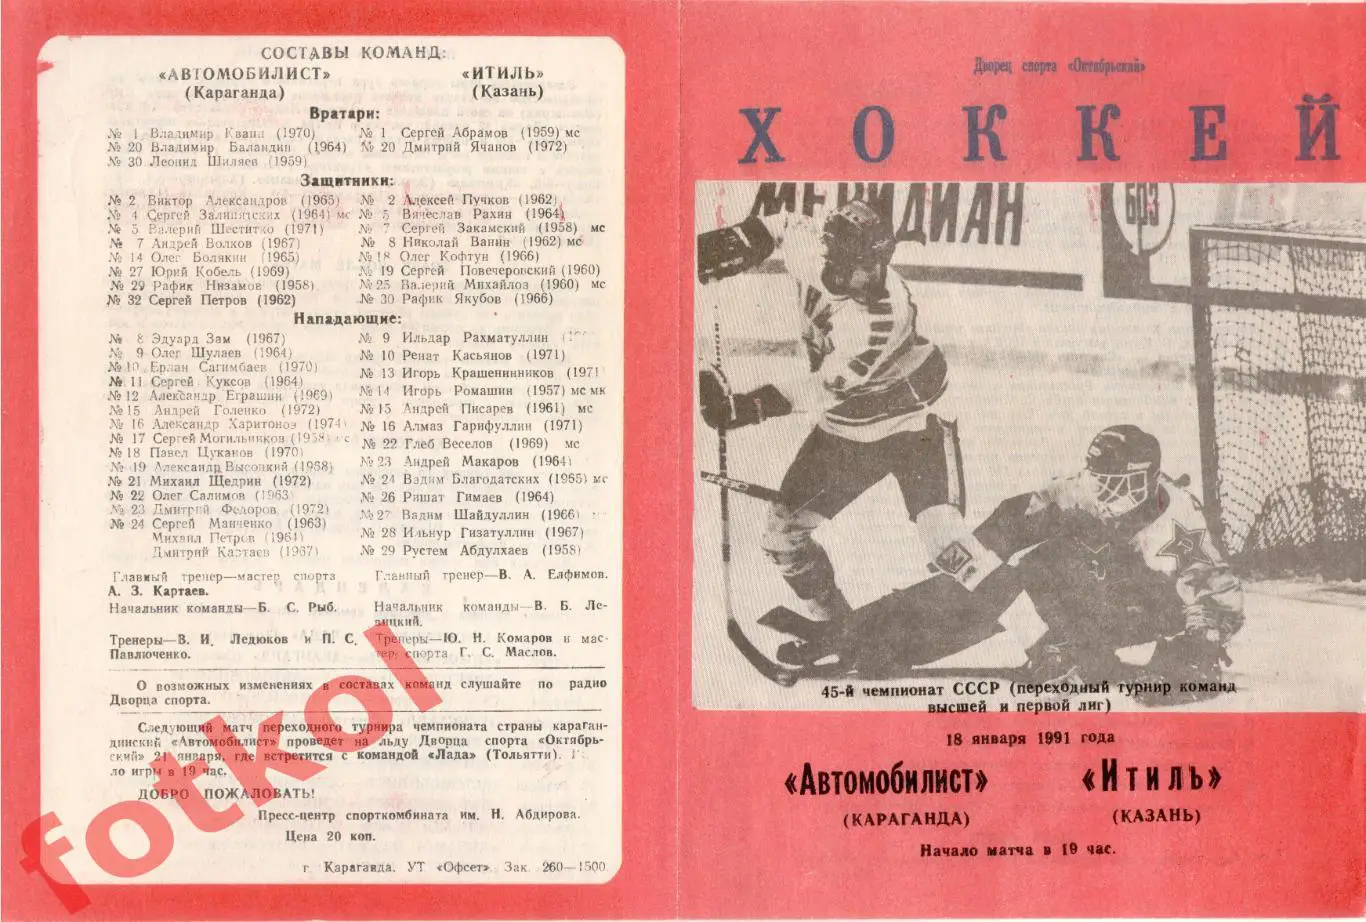 СОСТАВЫ КОМАНД:
«АВТОМОБИЛИСТ» «ИТИЛЬ»
(Караганда) (Казань)
Вратари:
№ 1 Владимир Квапп (1970) № 1 Сергей Абрамов (1959) мс
№ 20 Владимир Баландин (1964) № 20 Дмитрий Ячанов (1972)
№ 30 Леонид Шиляев (1959)
Защитники:
№ 2 Виктор Александров (1965) № 2 Алексей Пучков (1962)
№ 4 Сергей Залипятских (1964) мс № 5 Вячеслав Рахин (1964)
№ 5 Валерий Шеститко (1971) № 7 Сергей Закамский (1958) мс
№ 7 Андрей Волков (1967) № 8 Николай Ванин (1962) мс
№ 14 Олег Болякин (1965) № 18 Олег Кофтун (1966)
№ 27 Юрий Кобель (1969) № 19 Сергей Повечеровский (1960)
№ 29 Рафик Низамов (1958) № 25 Валерий Михайлов (1960) мс
№ 32 Сергей Петров (1962) № 30 Рафик Якубов (1966)
Нападающие:
№ 8 Эдуард Зам (1967) № 9 Ильдар Рахматуллин
№ 9 Олег Шулаев (1964) № 10 Ренат Касьянов (1971)
№ 10 Ерлан Сагимбаев (1970) № 13 Игорь Крашенинников (1971
№ 11 Сергей Куксов (1964) № 14 Игорь Ромашин (1957) мс мк
№ 12 Александр Еграшин (1969) № 15 Андрей Писарев (1961) мс
№ 15 Андрей Голенко (1972) № 16 Алмаз Гарифуллин (1971)
№ 16 Александр Харитонов (1974) № 22 Глеб Веселов (1969) мс
№ 17 Сергей Могильников (1958) мс № 23 Андрей Макаров (1964)
№ 18 Павел Цуканов (1970) № 24 Вадим Благодатских (1965) мс
№ 19 Александр Высоцкий (1968) № 26 Ришат Гимаев (1964)
№ 21 Михаил Щедрин (1972) № 27 Вадим Шайдуллин (1966)
№ 22 Олег Салимов (1963) № 28 Ильнур Гизатуллин (1967)
№ 23 Дмитрий Федоров (1972) № 29 Рустем Абдулхаев (1958)
№ 24 Сергей Манченко (1963)
Михаил Петров (1961)
Дмитрий Картаев (1967)
Главный тренер—мастер спорта Главный тренер—В. А. Елфимов.
А. З. Картаев.
Начальник команды—Б. С. Рыб. Начальник команды—В. Б. Ле-
вицкий.
Тренеры—В. И. Ледюков и П. С. Тренеры—Ю. Н. Комаров и мас-
Павлюченко. тер спорта Г. С. Маслов.
О возможных изменениях в составах команд слушайте по радио
Дворца спорта.
Следующий матч переходного турнира чемпионата страны караган-
динский «Автомобилист» проведет на льду Дворца спорта «Октябрь-
ский» 21 января, где встретится с командой «Лада» (Тольятти).
ло игры в 19 час.
ДОБРО ПОЖАЛОВАТЬ!
Пресс-центр спорткомбината им. Н. Абдирова.
Цена 20 коп.
г. Караганда, УТ «Офсет» Зак. 260—1500.
fotkol
Дворец спорта «Октябрьский»
ХОККЕЙ
МЕРИДИАН
БОЗ
45-й чемпионат СССР (переходный турнир команд
высшей и первой лиг)
18 января 1991 года
«Автомобилист» «Итиль»
(КАРАГАНДА) (КАЗАНЬ)
Начало матча в 19 час.